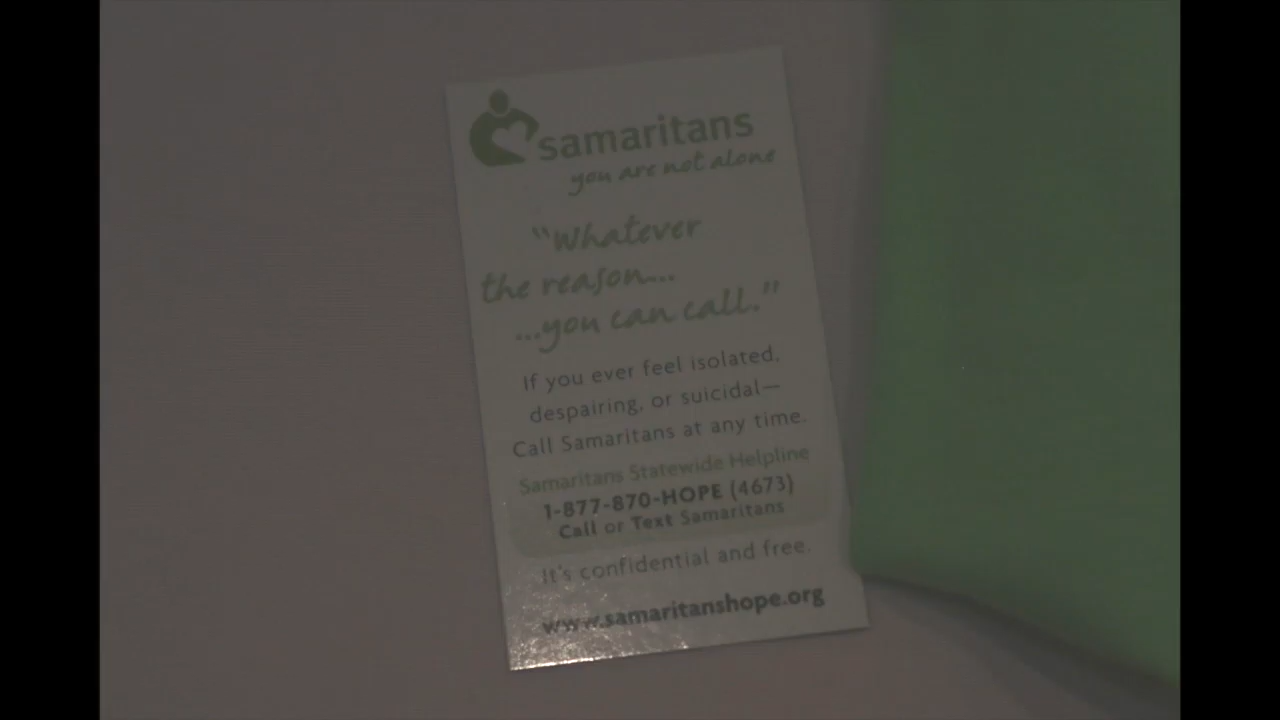 samaritans
you are not alone
"Whatever
the reason...
...you can call."
If you ever feel isolated,
despairing, or suicidal—
Call Samaritans at any time.
Samaritans Statewide Helpline
1-877-870-HOPE (4673)
Call or Text Samaritans
It's confidential and free.
www.samaritanshope.org